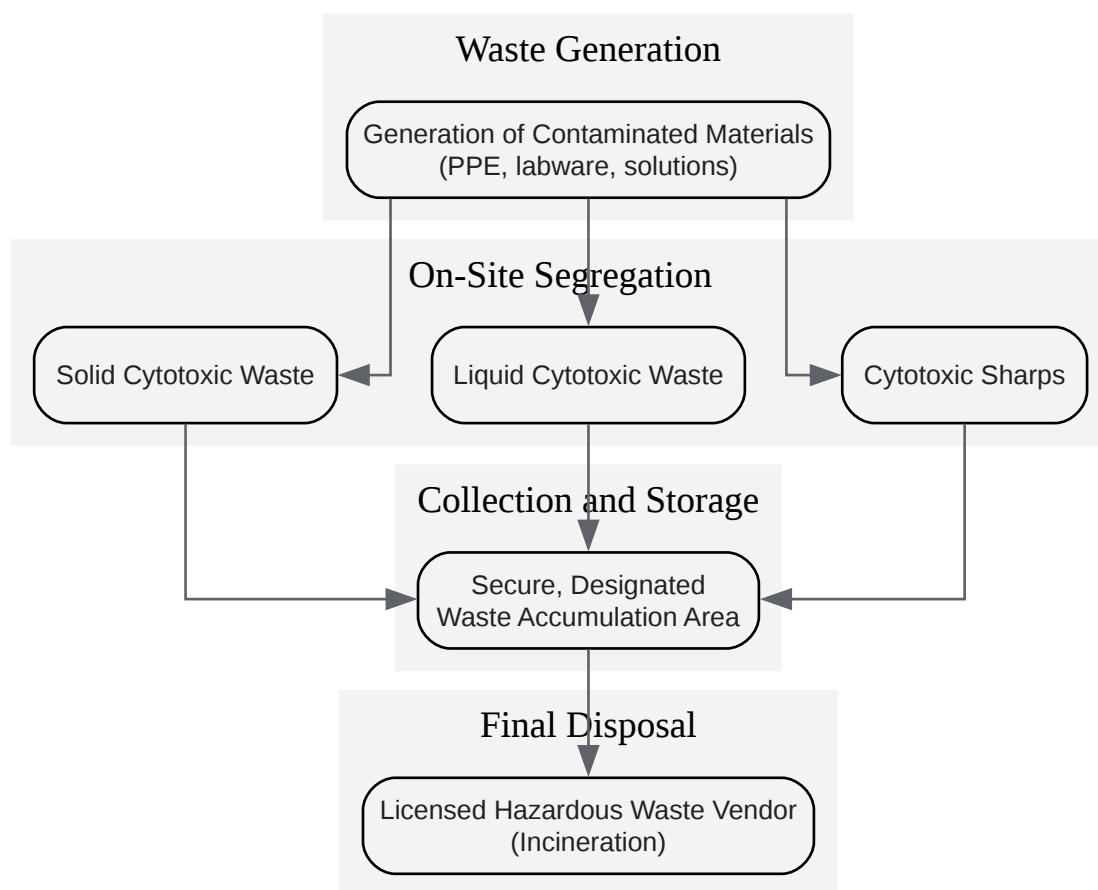 Waste Generation
Generation of Contaminated Materials
(PPE, labware, solutions)
On-Site Segregation
Solid Cytotoxic Waste
Liquid Cytotoxic Waste
Cytotoxic Sharps
Collection and Storage
Secure, Designated
Waste Accumulation Area
Final Disposal
Licensed Hazardous Waste Vendor
(Incineration)